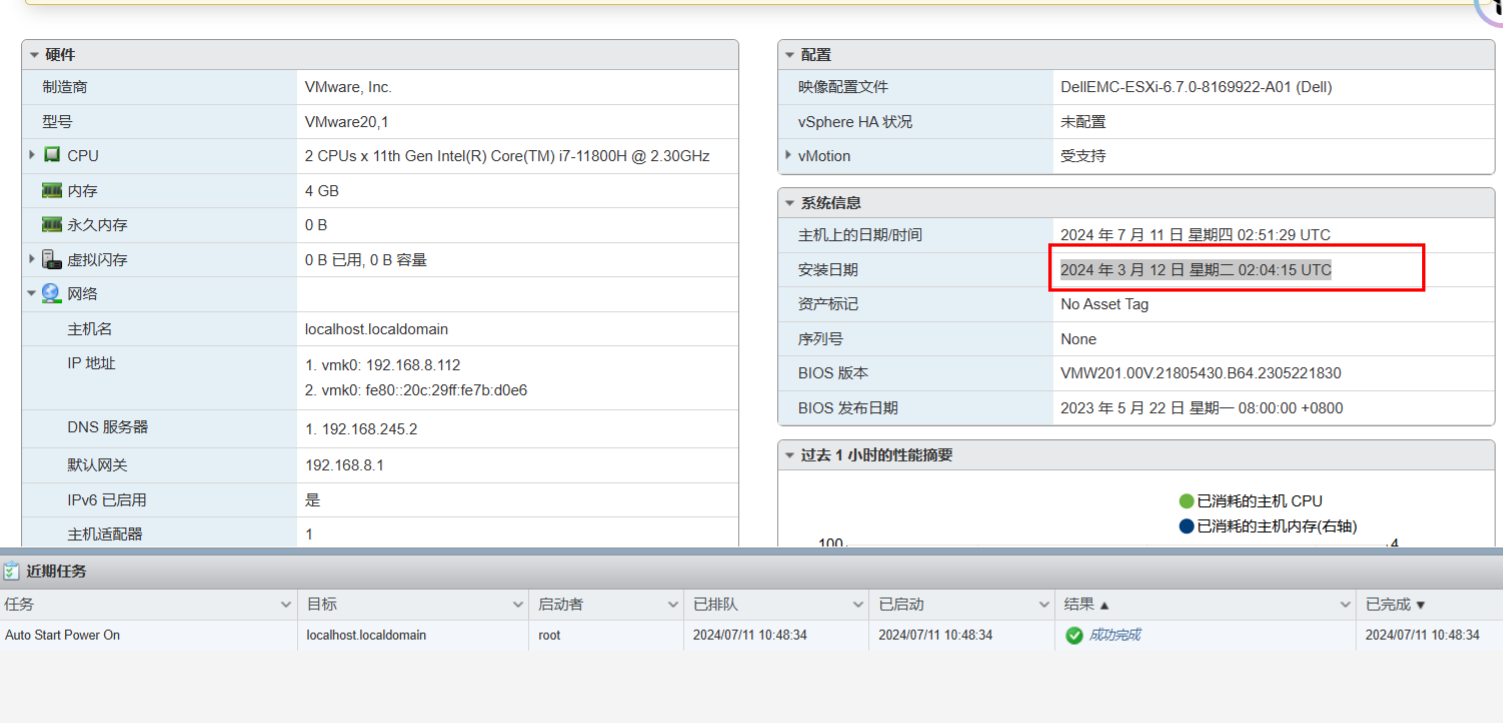 硬件
制造商 VMware, Inc.
型号 VMware20,1
CPU 2 CPUs x 11th Gen Intel(R) Core(TM) i7-11800H @ 2.30GHz
内存 4 GB
永久内存 0 B
虚拟闪存 0 B 已用, 0 B 容量
网络
主机名 localhost.localdomain
IP 地址 1. vmk0: 192.168.8.112
2. vmk0: fe80::20c:29ff:fe7b:d0e6
DNS 服务器 1. 192.168.245.2
默认网关 192.168.8.1
IPv6 已启用 是
主机适配器 1
配置
映像配置文件 DellEMC-ESXi-6.7.0-8169922-A01 (Dell)
vSphere HA 状况 未配置
vMotion 受支持
系统信息
主机上的日期/时间 2024 年 7 月 11 日 星期四 02:51:29 UTC
安装日期 2024 年 3 月 12 日 星期二 02:04:15 UTC
资产标记 No Asset Tag
序列号 None
BIOS 版本 VMW201.00V.21805430.B64.2305221830
BIOS 发布日期 2023 年 5 月 22 日 星期一 08:00:00 +0800
过去 1 小时的性能摘要
已消耗的主机 CPU
已消耗的主机内存(右轴)
100 4
近期任务
任务 目标 启动者 已排队 已启动 结果 已完成
Auto Start Power On localhost.localdomain root 2024/07/11 10:48:34 2024/07/11 10:48:34 成功完成 2024/07/11 10:48:34